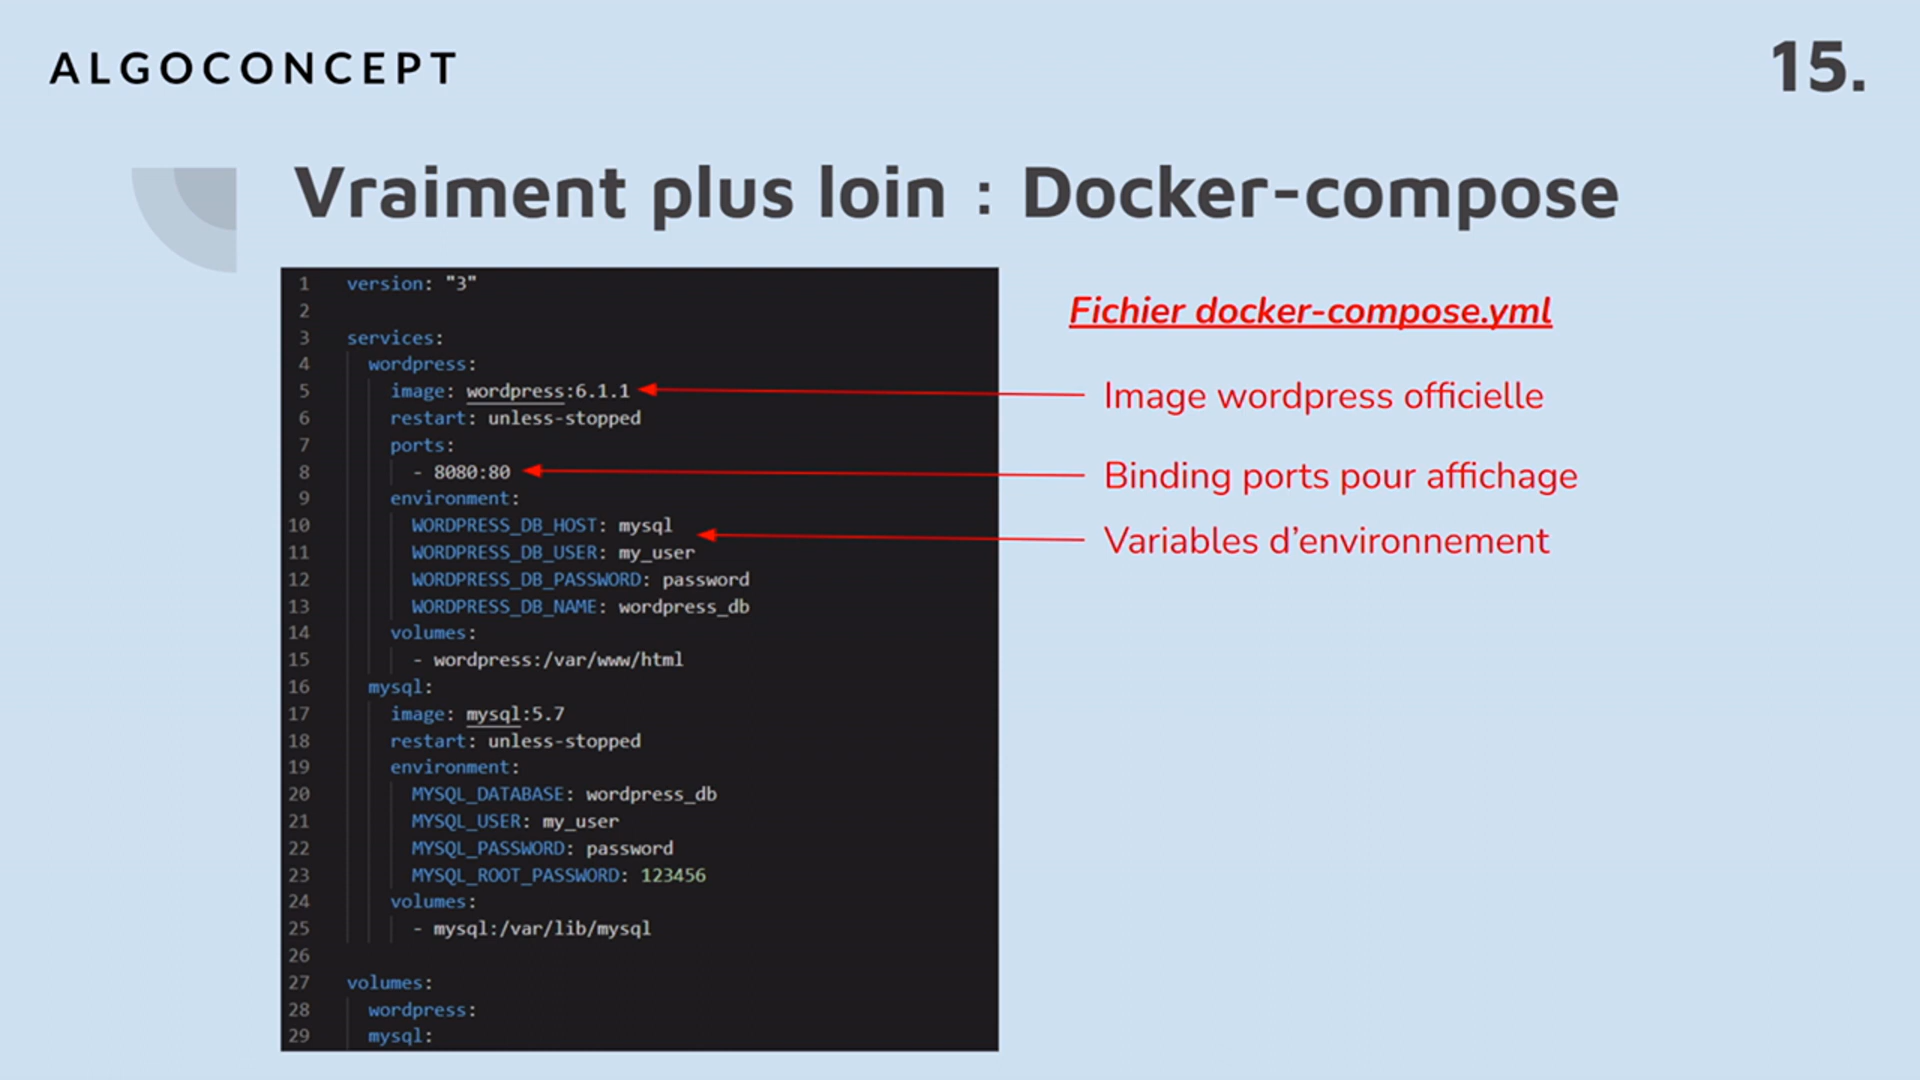 ALGOCONCEPT
15.
Vraiment plus loin : Docker-compose
1 version: "3"
2
3 services:
4 wordpress:
5 image: wordpress:6.1.1
6 restart: unless-stopped
7 ports:
8 - 8080:80
9 environment:
10 WORDPRESS_DB_HOST: mysql
11 WORDPRESS_DB_USER: my_user
12 WORDPRESS_DB_PASSWORD: password
13 WORDPRESS_DB_NAME: wordpress_db
14 volumes:
15 - wordpress:/var/www/html
16 mysql:
17 image: mysql:5.7
18 restart: unless-stopped
19 environment:
20 MYSQL_DATABASE: wordpress_db
21 MYSQL_USER: my_user
22 MYSQL_PASSWORD: password
23 MYSQL_ROOT_PASSWORD: 123456
24 volumes:
25 - mysql:/var/lib/mysql
26
27 volumes:
28 wordpress:
29 mysql:
Fichier docker-compose.yml
Image wordpress officielle
Binding ports pour affichage
Variables d’environnement